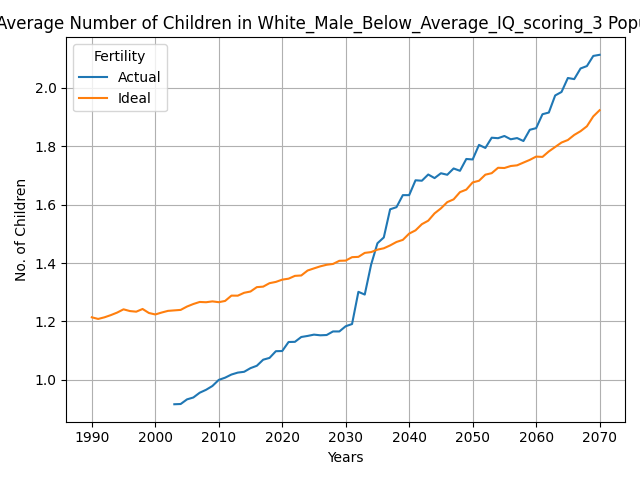 Average Number of Children in White_Male_Below_Average_IQ_scoring_3 Popu
Fertility
Actual
Ideal
No. of Children
2.0
1.8
1.6
1.4
1.2
1.0
1990 2000 2010 2020 2030 2040 2050 2060 2070
Years